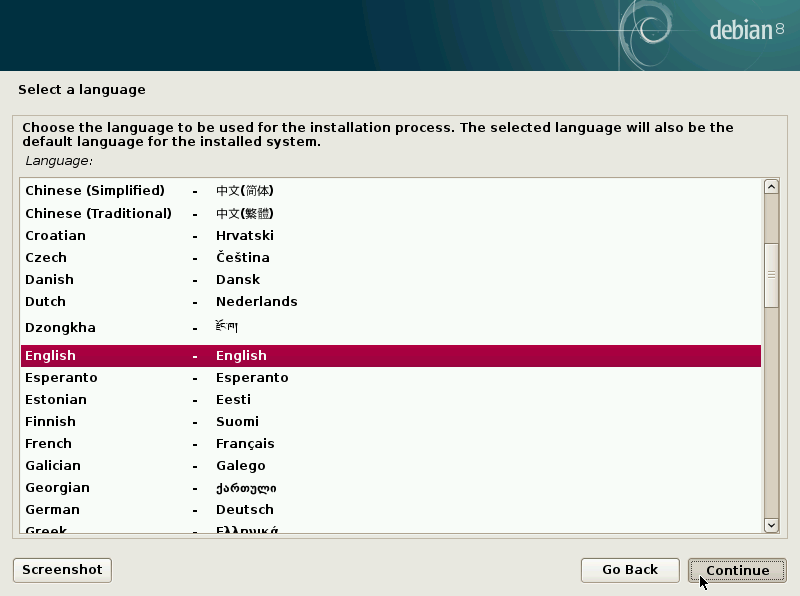 debian 8
Select a language
Choose the language to be used for the installation process. The selected language will also be the
default language for the installed system.
Language:
Chinese (Simplified) - 中文(简体)
Chinese (Traditional) - 中文(繁體)
Croatian - Hrvatski
Czech - Čeština
Danish - Dansk
Dutch - Nederlands
Dzongkha - རྫོང་ཁ།
English - English
Esperanto - Esperanto
Estonian - Eesti
Finnish - Suomi
French - Français
Galician - Galego
Georgian - ქართული
German - Deutsch
Greek - Ελληνικά
Screenshot
Go Back
Continue